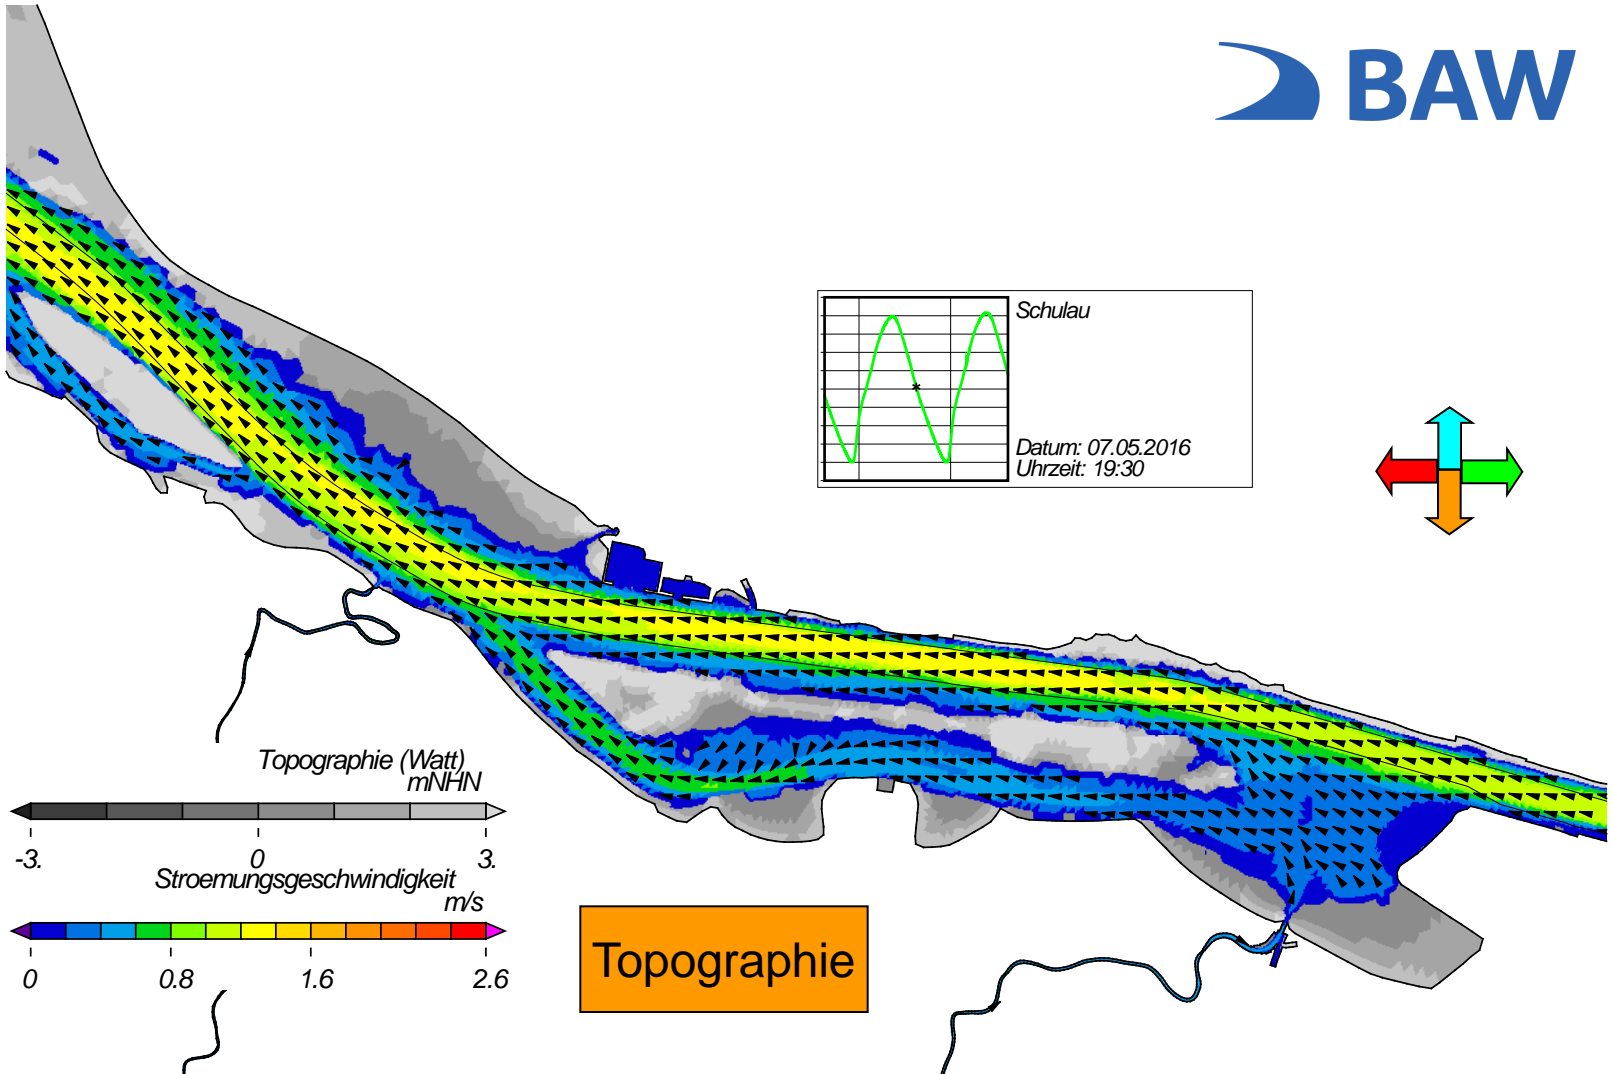 BAW
Schulau
Datum: 07.05.2016
Uhrzeit: 19:30
Topographie (Watt)
mNHN
-3. 0 3.
Stroemungsgeschwindigkeit
m/s
0 0.8 1.6 2.6
Topographie